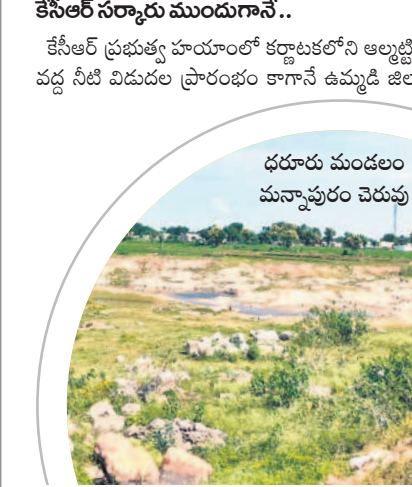 కేసీఆర్ సర్కారు ముందుగానే..
కేసీఆర్ ప్రభుత్వ హయాంలో కర్ణాటకలోని ఆల్మట్టి
వద్ద నీటి విడుదల ప్రారంభం కాగానే ఉమ్మడి
ధరూరు మండలం
మన్నాపురం చెరువు